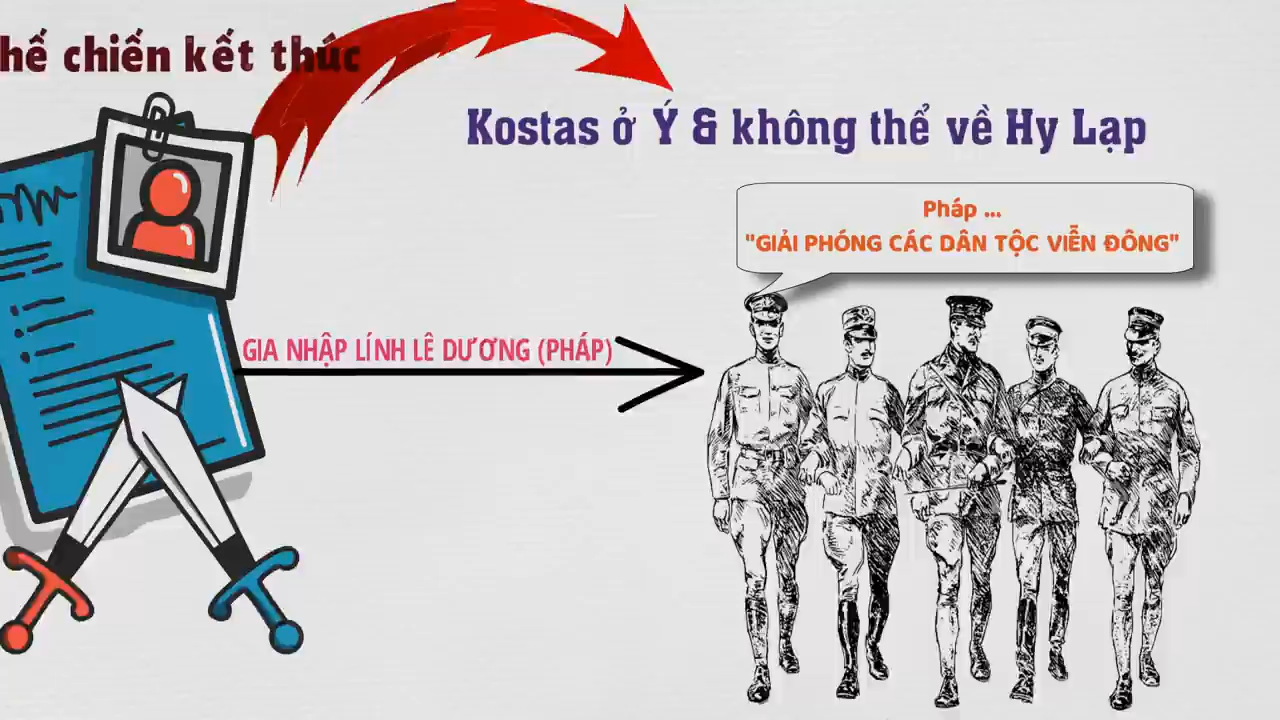 hế chiến kết thúc
Kostas ở Ý & không thể về Hy Lạp
Pháp ...
"GIẢI PHÓNG CÁC DÂN TỘC VIỄN ĐÔNG"
GIA NHẬP LÍNH LÊ DƯƠNG (PHÁP)